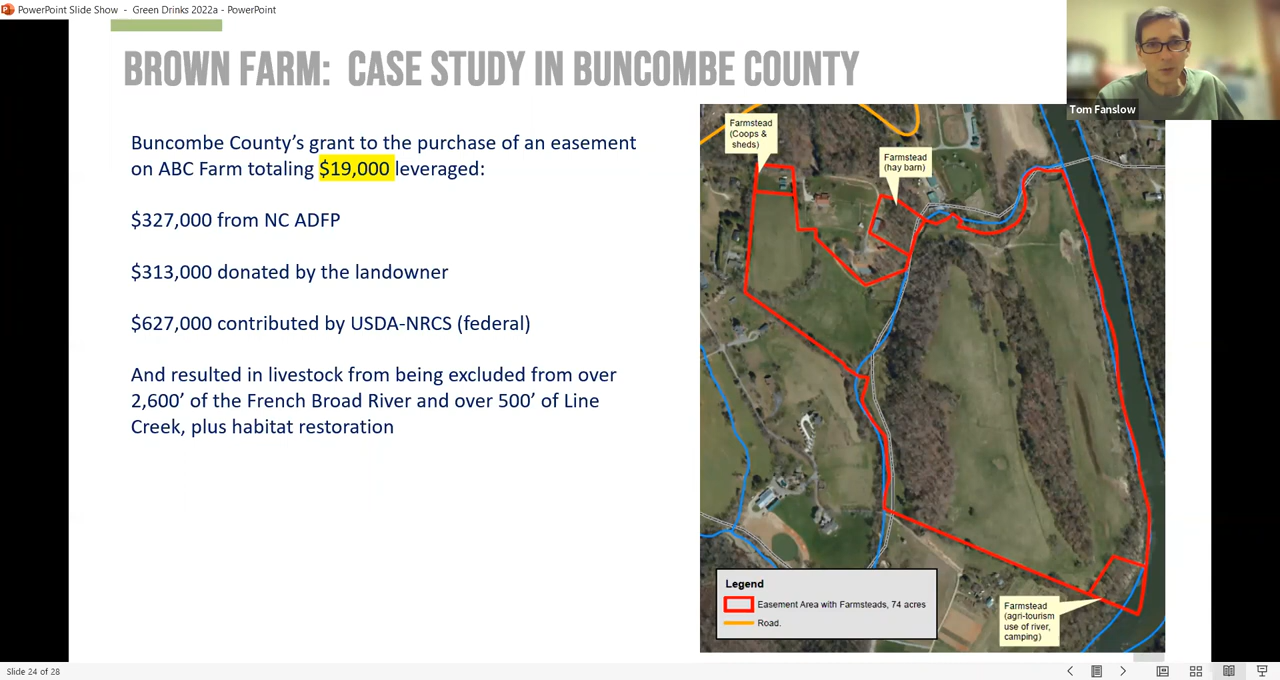 PowerPoint Slide Show - Green Drinks 2022a - PowerPoint
BROWN FARM: CASE STUDY IN BUNCOMBE COUNTY
Tom Fanslow
Buncombe County's grant to the purchase of an easement
on ABC Farm totaling $19,000 leveraged:
$327,000 from NC ADFP
$313,000 donated by the landowner
$627,000 contributed by USDA-NRCS (federal)
And resulted in livestock from being excluded from over
2,600' of the French Broad River and over 500' of Line
Creek, plus habitat restoration
Farmstead
(Coops &
sheds)
Farmstead
(hay barn)
Legend
Easement Area with Farmsteads, 74 acres
Road.
Farmstead
(agri-tourism
use of river,
camping)
Slide 24 of 28